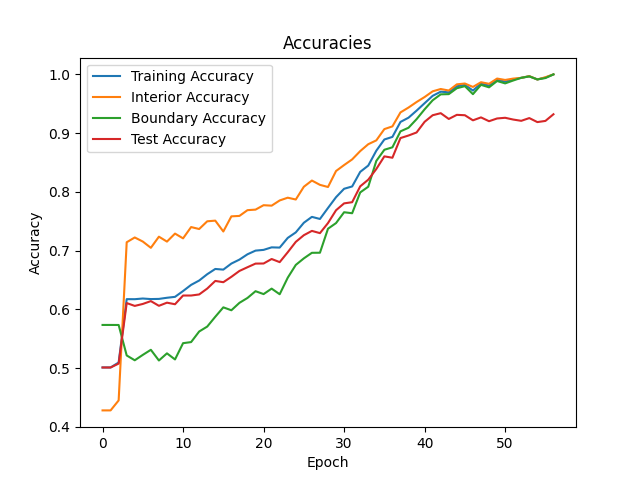 Accuracies
Training Accuracy
Interior Accuracy
Boundary Accuracy
Test Accuracy
Accuracy
1.0
0.9
0.8
0.7
0.6
0.5
0.4
0 10 20 30 40 50
Epoch